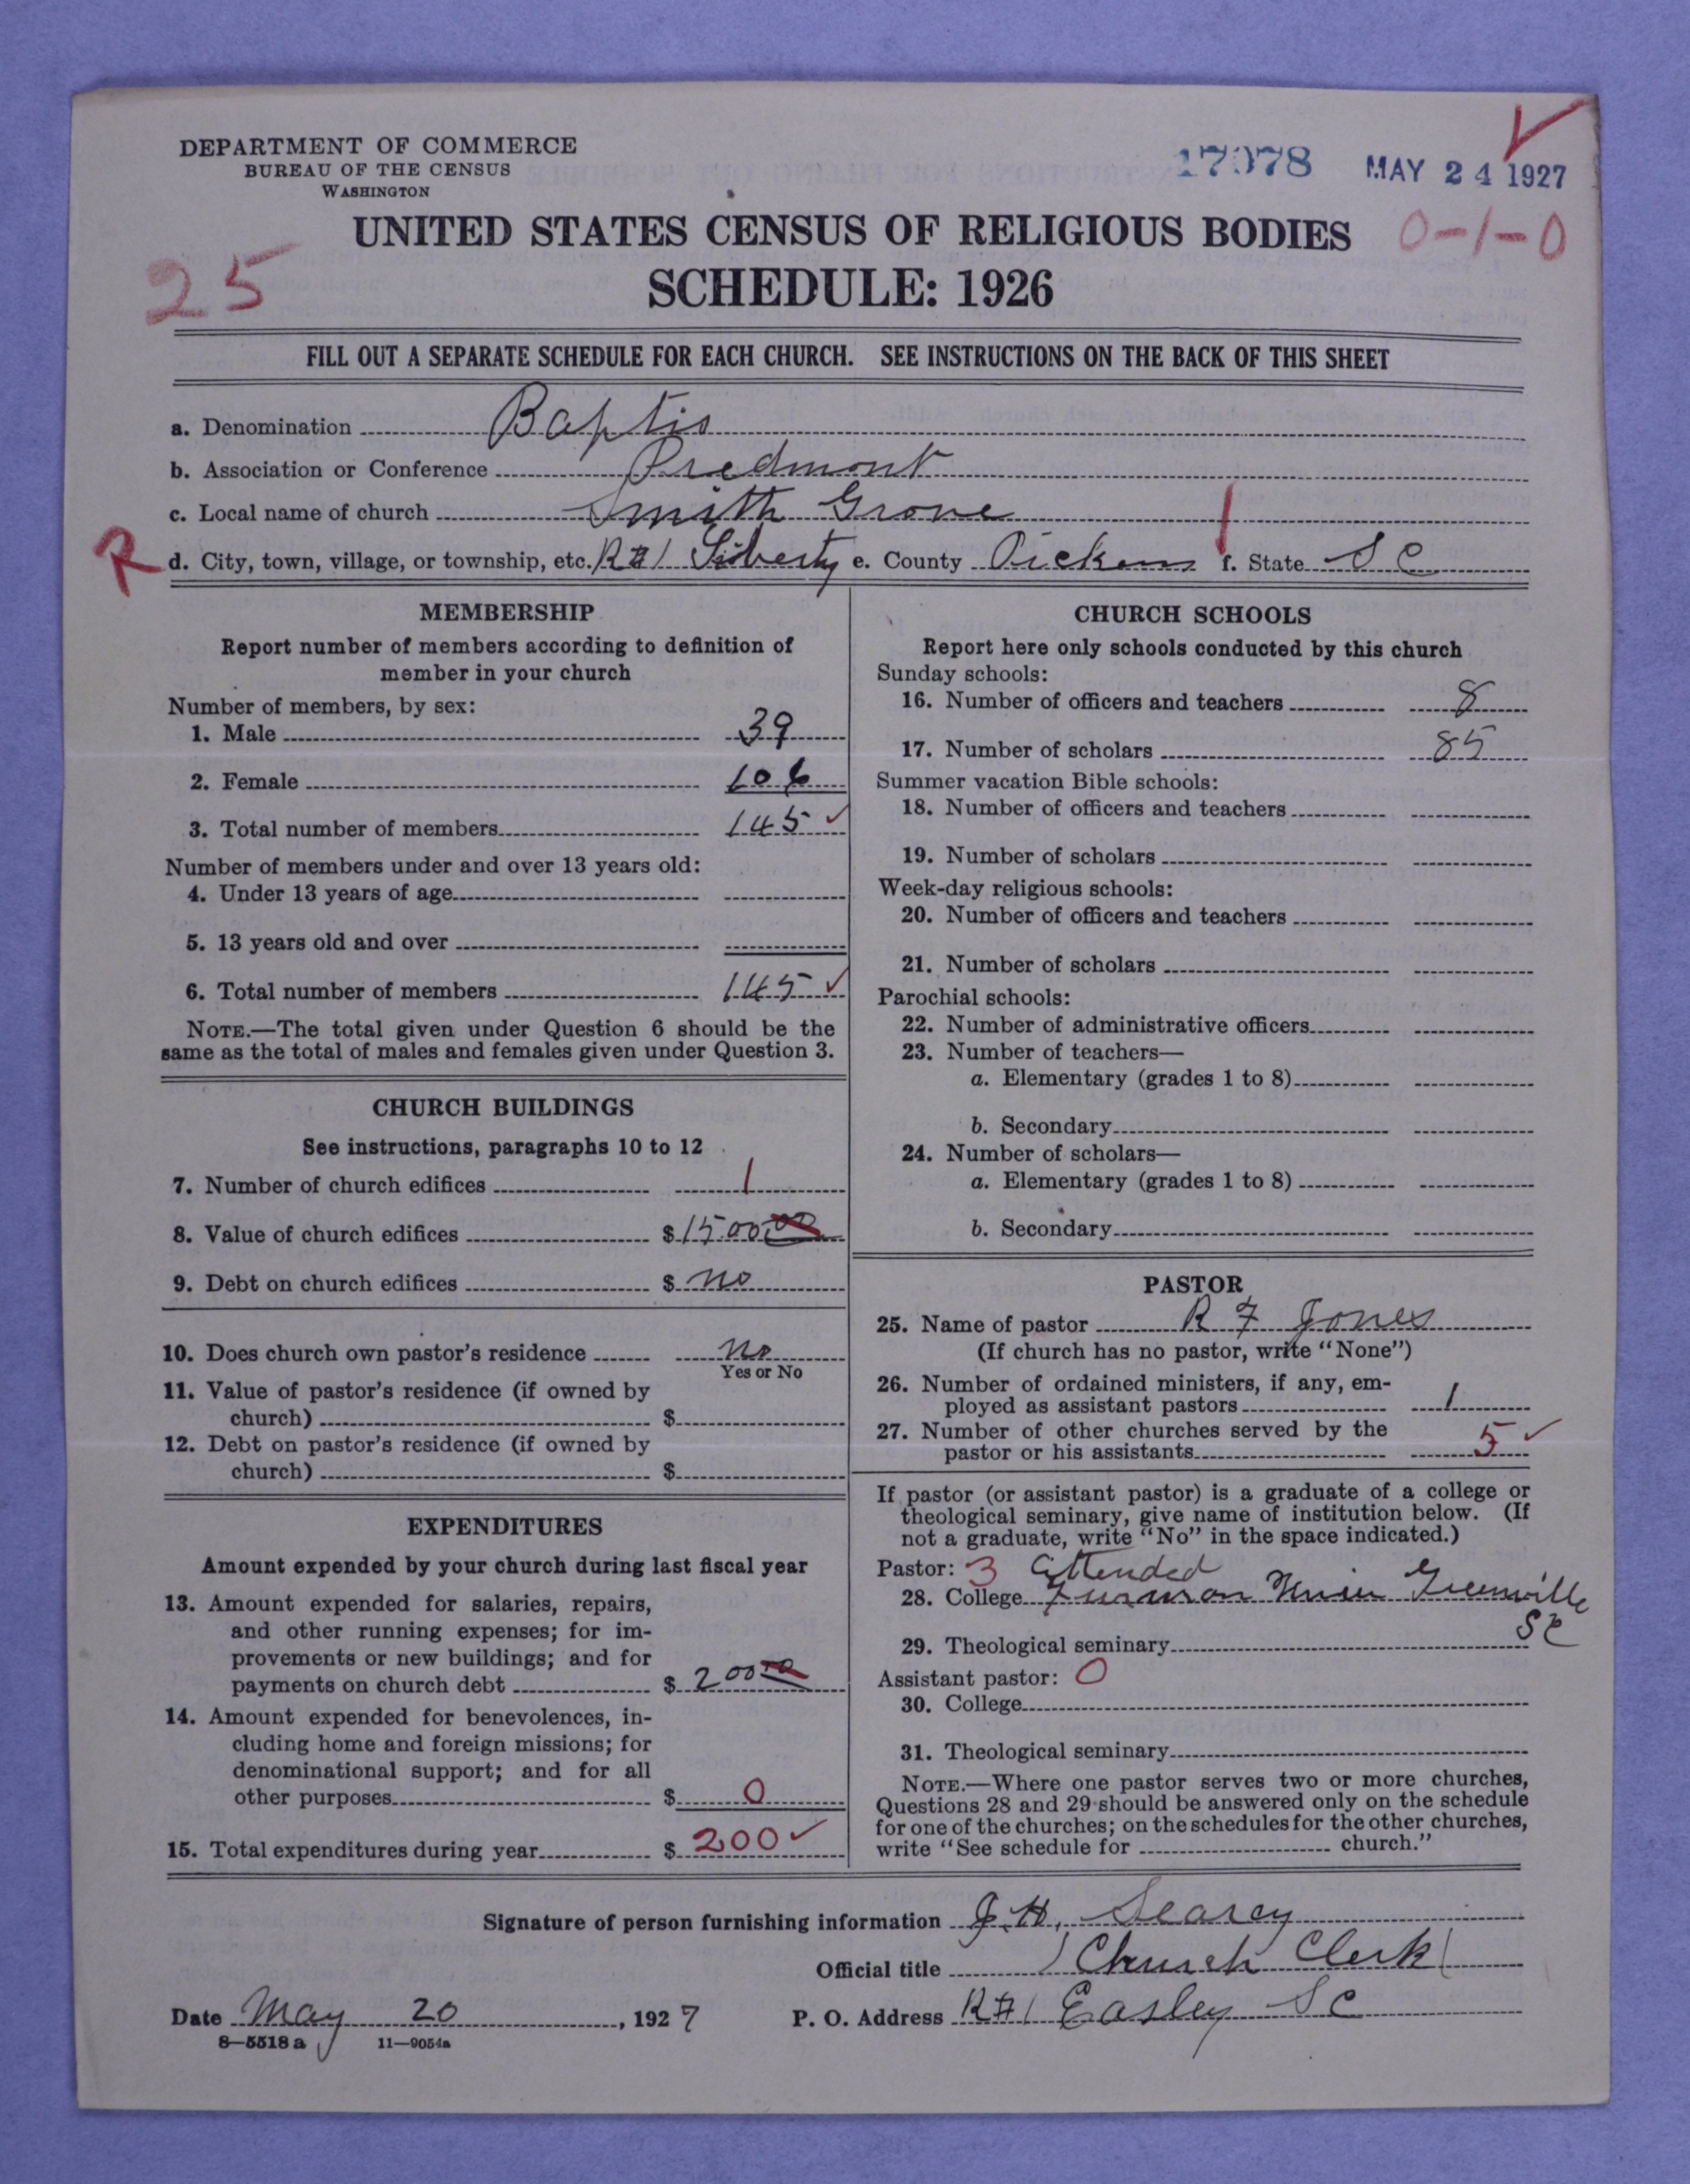 DEPARTMENT OF COMMERCE
BUREAU OF THE CENSUS
WASHINGTON
17078 MAY 24 1927
UNITED STATES CENSUS OF RELIGIOUS BODIES 0-1-0
25 SCHEDULE: 1926
FILL OUT A SEPARATE SCHEDULE FOR EACH CHURCH. SEE INSTRUCTIONS ON THE BACK OF THIS SHEET
a. Denomination Baptis
b. Association or Conference Piedmont
c. Local name of church Smith Grove
R d. City, town, village, or township, etc. R#1 Liberty e. County Pickens f. State S C
MEMBERSHIP
Report number of members according to definition of
member in your church
Number of members, by sex:
1. Male 39
2. Female 106
3. Total number of members 145 ✓
Number of members under and over 13 years old:
4. Under 13 years of age
5. 13 years old and over
6. Total number of members 145 ✓
NOTE.—The total given under Question 6 should be the
same as the total of males and females given under Question 3.
CHURCH BUILDINGS
See instructions, paragraphs 10 to 12
7. Number of church edifices 1
8. Value of church edifices $ 1500 00
9. Debt on church edifices $ no
10. Does church own pastor's residence no
Yes or No
11. Value of pastor's residence (if owned by
church) $
12. Debt on pastor's residence (if owned by
church) $
EXPENDITURES
Amount expended by your church during last fiscal year
13. Amount expended for salaries, repairs,
and other running expenses; for im-
provements or new buildings; and for
payments on church debt $ 200 00
14. Amount expended for benevolences, in-
cluding home and foreign missions; for
denominational support; and for all
other purposes $ 0
15. Total expenditures during year $ 200 ✓
CHURCH SCHOOLS
Report here only schools conducted by this church
Sunday schools:
16. Number of officers and teachers 8
17. Number of scholars 85
Summer vacation Bible schools:
18. Number of officers and teachers
19. Number of scholars
Week-day religious schools:
20. Number of officers and teachers
21. Number of scholars
Parochial schools:
22. Number of administrative officers
23. Number of teachers—
a. Elementary (grades 1 to 8)
b. Secondary
24. Number of scholars—
a. Elementary (grades 1 to 8)
b. Secondary
PASTOR
25. Name of pastor R F Jones
(If church has no pastor, write "None")
26. Number of ordained ministers, if any, em-
ployed as assistant pastors 1
27. Number of other churches served by the
pastor or his assistants 5 ✓
If pastor (or assistant pastor) is a graduate of a college or
theological seminary, give name of institution below. (If
not a graduate, write "No" in the space indicated.)
Pastor: 3 attended
28. College Furman Greenville
S C
29. Theological seminary
Assistant pastor: 0
30. College
31. Theological seminary
NOTE.—Where one pastor serves two or more churches,
Questions 28 and 29 should be answered only on the schedule
for one of the churches; on the schedules for the other churches,
write "See schedule for church."
Signature of person furnishing information J. H. Searcy
Official title (Church Clerk)
Date May 20, 1927 P. O. Address R#1 Easley S C
8—5518 a 11—9054a